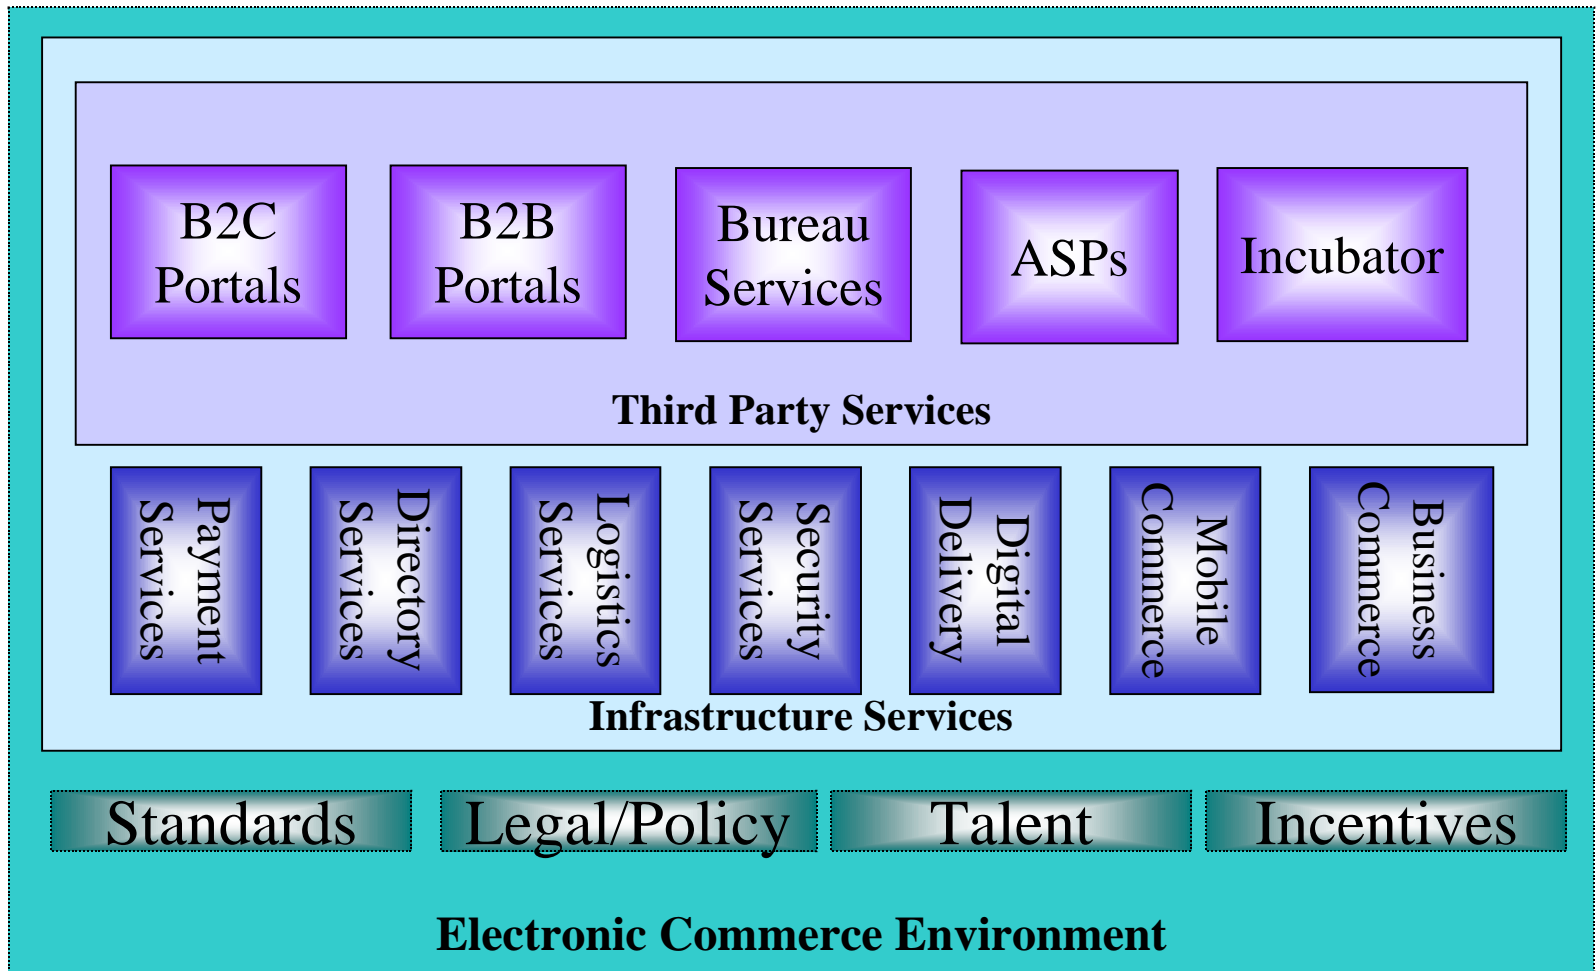 B2C
Portals
B2B
Portals
Bureau
Services
ASPs
Incubator
Third Party Services
Payment
Services
Directory
Services
Logistics
Services
Security
Services
Digital
Delivery
Mobile
Commerce
Business
Commerce
Infrastructure Services
Standards
Legal/Policy
Talent
Incentives
Electronic Commerce Environment